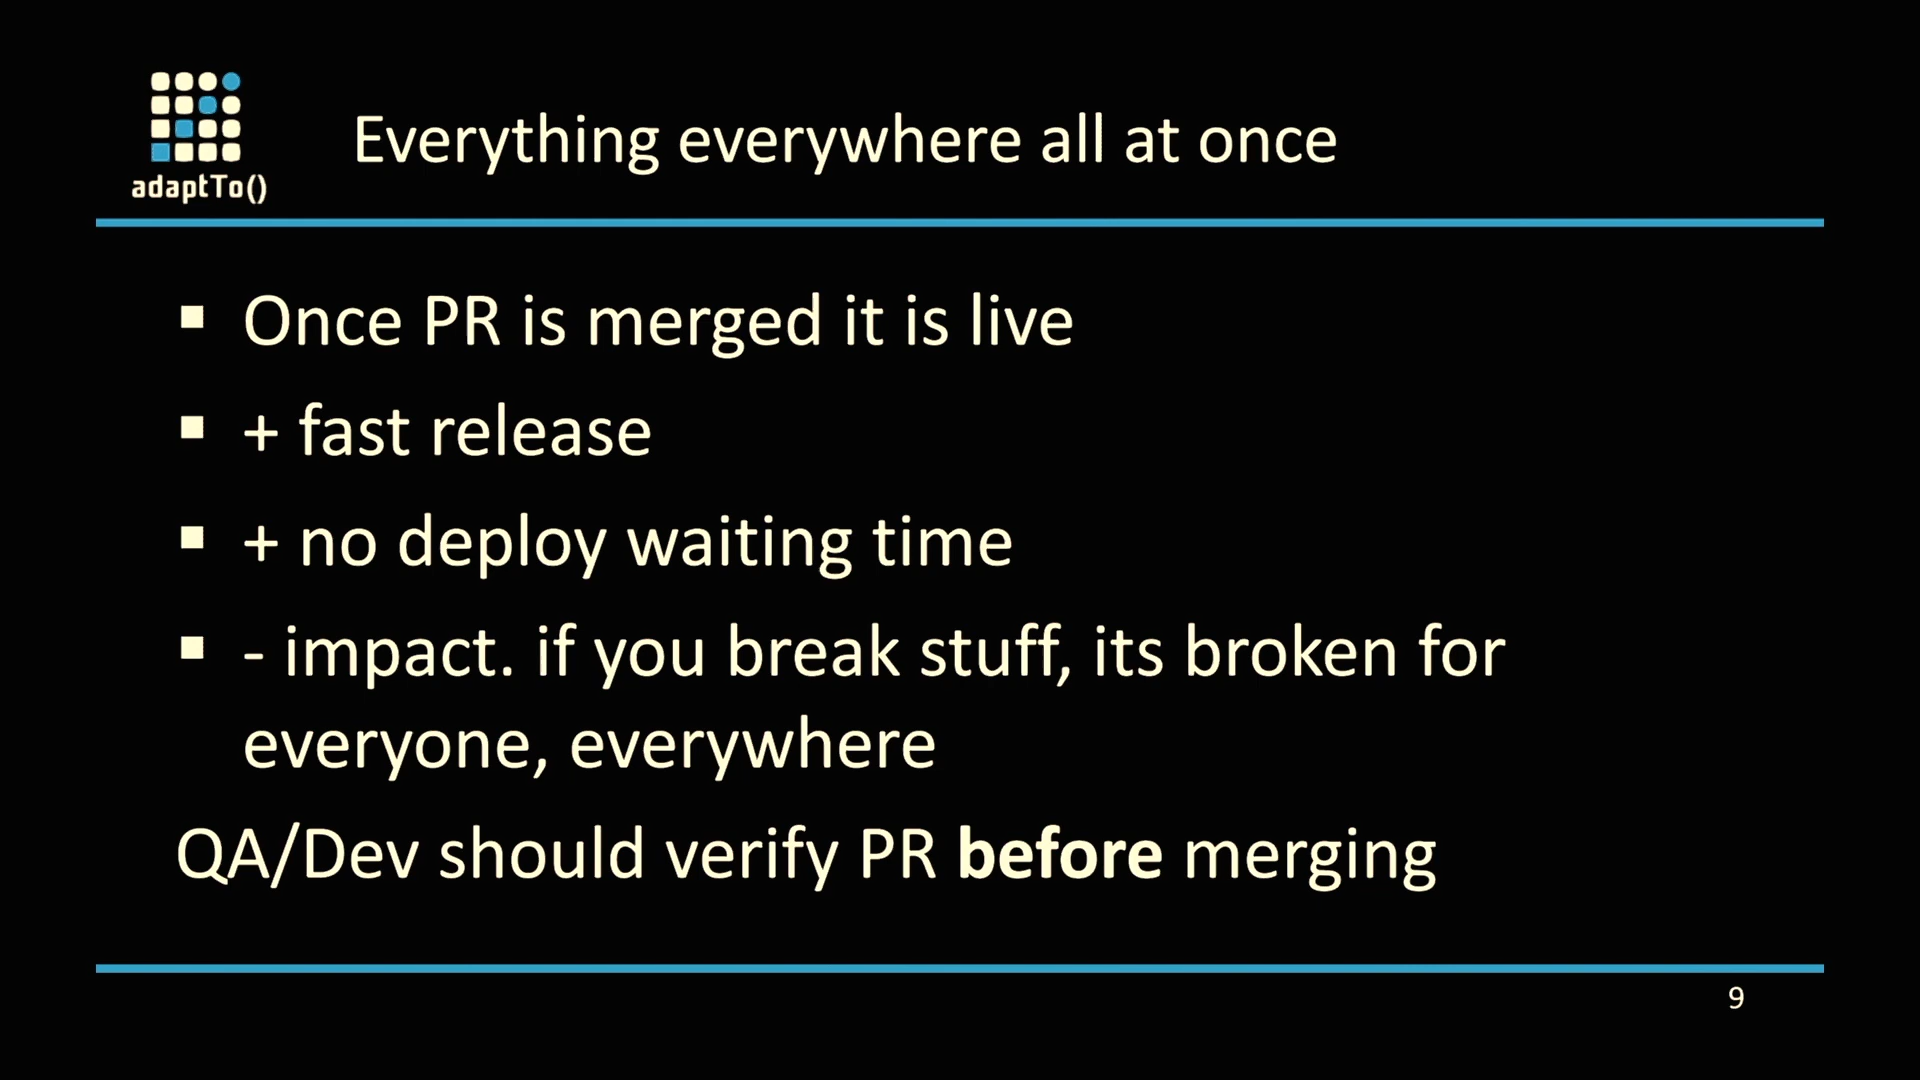 adaptTo()
Everything everywhere all at once
▪ Once PR is merged it is live
▪ + fast release
▪ + no deploy waiting time
▪ - impact. if you break stuff, its broken for
everyone, everywhere
QA/Dev should verify PR before merging
9